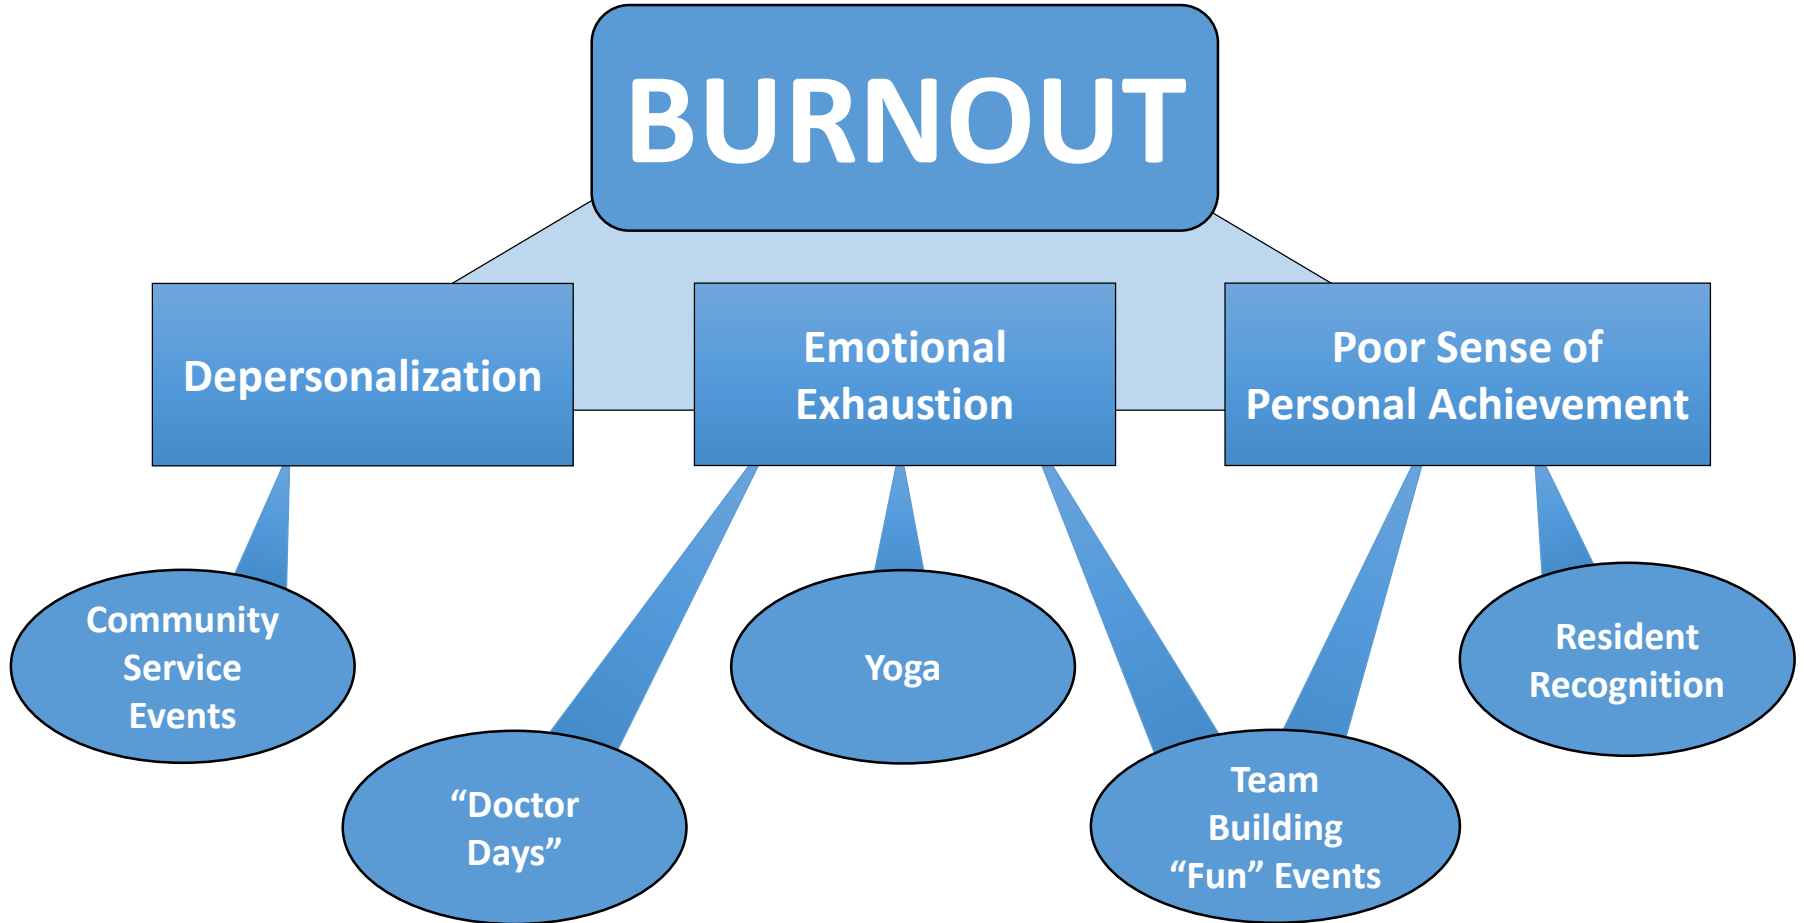 BURNOUT
Depersonalization
Emotional
Exhaustion
Poor Sense of
Personal Achievement
Community
Service
Events
“Doctor
Days”
Yoga
Team
Building
“Fun” Events
Resident
Recognition